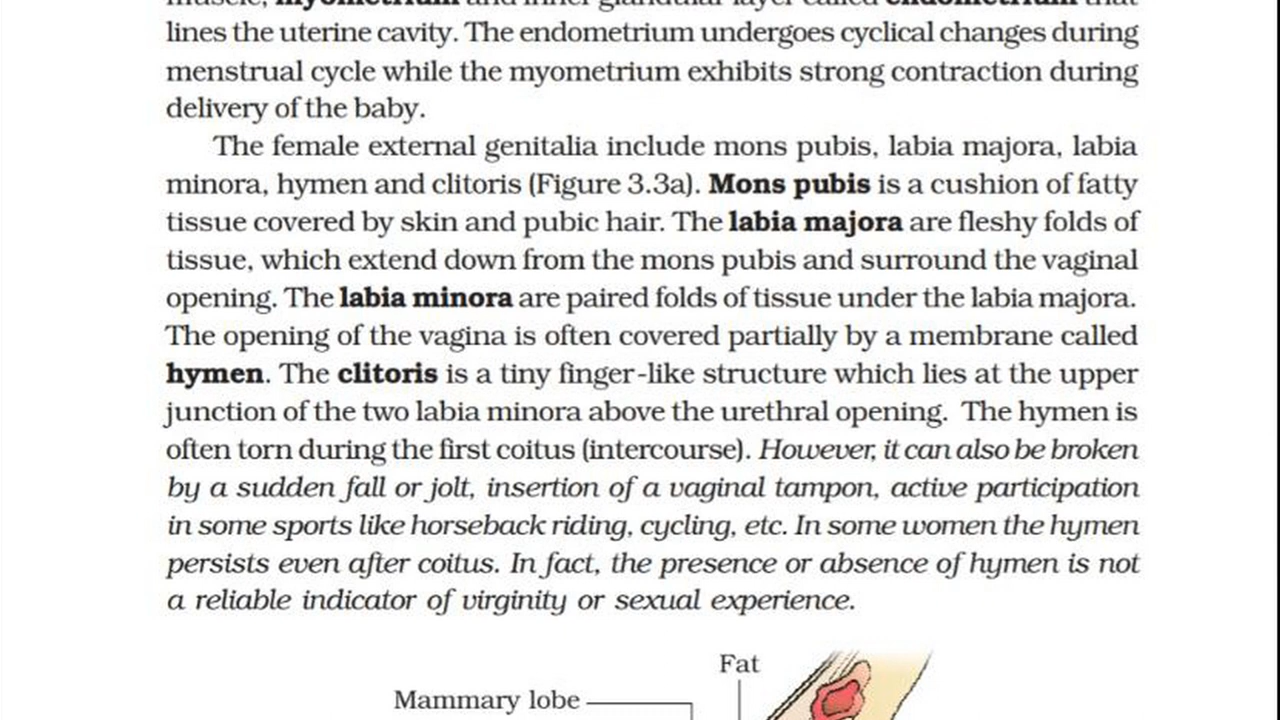 muscle, myometrium and inner glandular layer called endometrium that
lines the uterine cavity. The endometrium undergoes cyclical changes during
menstrual cycle while the myometrium exhibits strong contraction during
delivery of the baby.
The female external genitalia include mons pubis, labia majora, labia
minora, hymen and clitoris (Figure 3.3a). Mons pubis is a cushion of fatty
tissue covered by skin and pubic hair. The labia majora are fleshy folds of
tissue, which extend down from the mons pubis and surround the vaginal
opening. The labia minora are paired folds of tissue under the labia majora.
The opening of the vagina is often covered partially by a membrane called
hymen. The clitoris is a tiny finger-like structure which lies at the upper
junction of the two labia minora above the urethral opening. The hymen is
often torn during the first coitus (intercourse). However, it can also be broken
by a sudden fall or jolt, insertion of a vaginal tampon, active participation
in some sports like horseback riding, cycling, etc. In some women the hymen
persists even after coitus. In fact, the presence or absence of hymen is not
a reliable indicator of virginity or sexual experience.
Fat
Mammary lobe